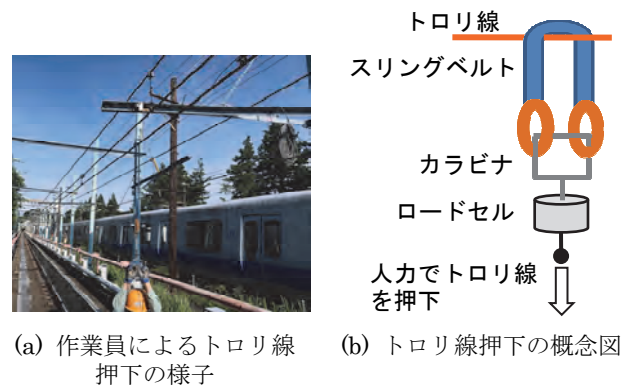 トロリ線
スリングベルト
カラビナ
ロードセル
人力でトロリ線
を押下
(a) 作業員によるトロリ線
押下の様子
(b) トロリ線押下の概念図